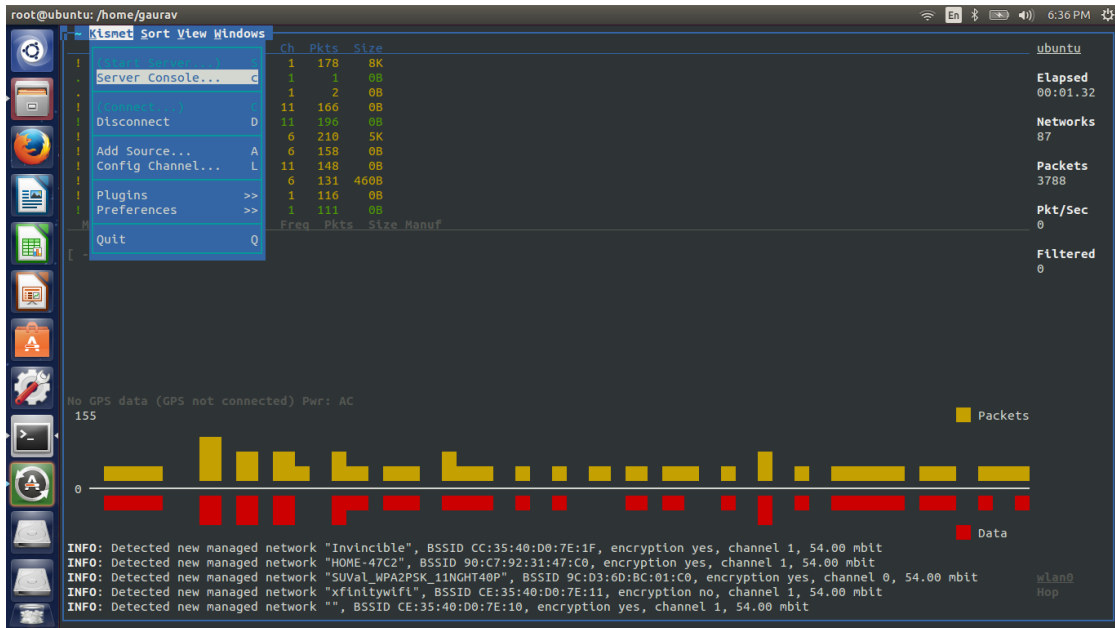 root@ubuntu: /home/gaurav En 6:36 PM
~ Kismet Sort View Windows
Ch Pkts Size ubuntu
! (Start Server...) S 1 178 8K
. Server Console... c 1 1 0B Elapsed
. 1 2 0B 00:01.32
! (Connect...) C 11 166 0B
! Disconnect D 11 196 0B Networks
! 6 210 5K 87
! Add Source... A 6 158 0B
! Config Channel... L 11 148 0B Packets
! 6 131 460B 3788
! Plugins >> 1 116 0B
! Preferences >> 1 111 0B Pkt/Sec
M Freq Pkts Size Manuf 0
Quit Q
[ - Filtered
0
No GPS data (GPS not connected) Pwr: AC
155 Packets
0
Data
INFO: Detected new managed network "Invincible", BSSID CC:35:40:D0:7E:1F, encryption yes, channel 1, 54.00 mbit
INFO: Detected new managed network "HOME-47C2", BSSID 90:C7:92:31:47:C0, encryption yes, channel 1, 54.00 mbit
INFO: Detected new managed network "SUVal_WPA2PSK_11NGHT40P", BSSID 9C:D3:6D:BC:01:C0, encryption yes, channel 0, 54.00 mbit wlan0
INFO: Detected new managed network "xfinitywifi", BSSID CE:35:40:D0:7E:11, encryption no, channel 1, 54.00 mbit Hop
INFO: Detected new managed network "", BSSID CE:35:40:D0:7E:10, encryption yes, channel 1, 54.00 mbit